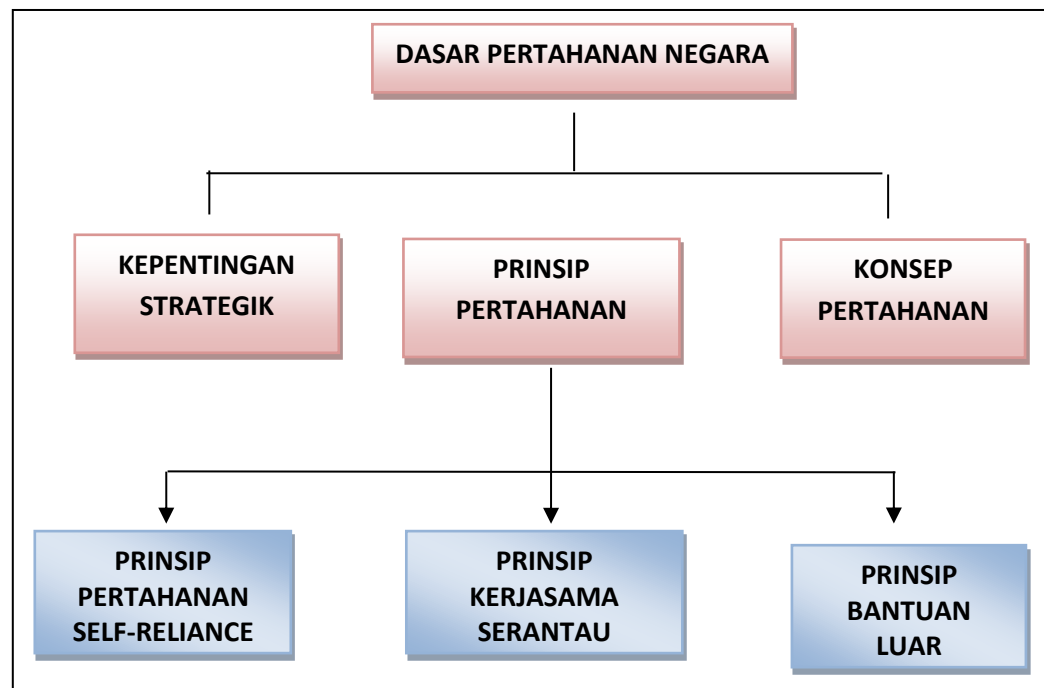 DASAR PERTAHANAN NEGARA
KEPENTINGAN
STRATEGIK
PRINSIP
PERTAHANAN
KONSEP
PERTAHANAN
PRINSIP
PERTAHANAN
SELF-RELIANCE
PRINSIP
KERJASAMA
SERANTAU
PRINSIP
BANTUAN
LUAR